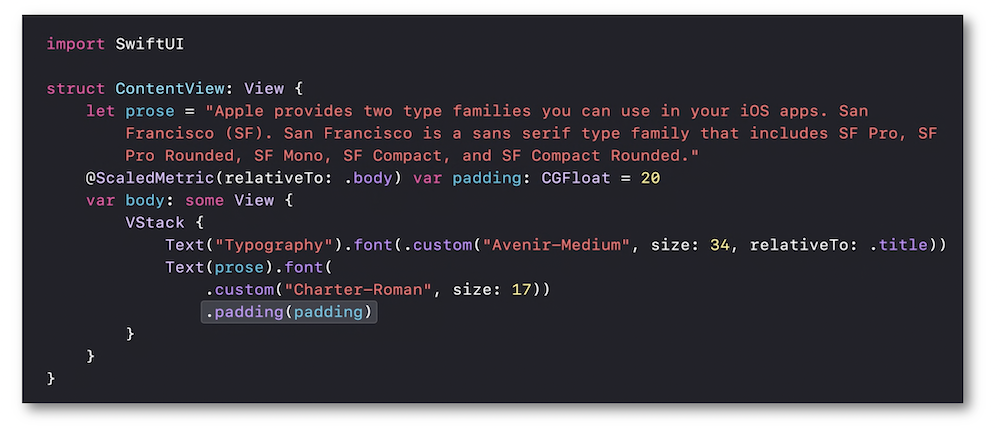 import SwiftUI
struct ContentView: View {
let prose = "Apple provides two type families you can use in your iOS apps. San
Francisco (SF). San Francisco is a sans serif type family that includes SF Pro, SF
Pro Rounded, SF Mono, SF Compact, and SF Compact Rounded."
@ScaledMetric(relativeTo: .body) var padding: CGFloat = 20
var body: some View {
VStack {
Text("Typography").font(.custom("Avenir-Medium", size: 34, relativeTo: .title))
Text(prose).font(
.custom("Charter-Roman", size: 17))
.padding(padding)
}
}
}